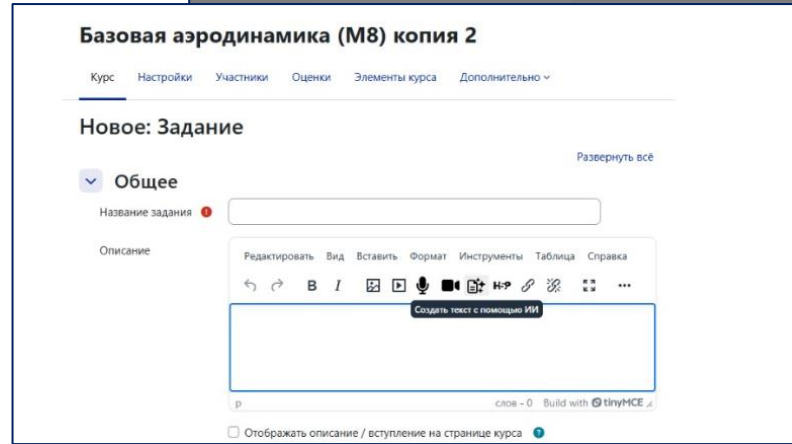 Базовая аэродинамика (М8) копия 2
Курс Настройки Участники Оценки Элементы курса Дополнительно
Новое: Задание
Развернуть всё
Общее
Название задания
Описание
Редактировать Вид Вставить Формат Инструменты Таблица Справка
B I H-P
Создать текст с помощью ИИ
p слов - 0 Build with tinyMCE
Отображать описание / вступление на странице курса ?